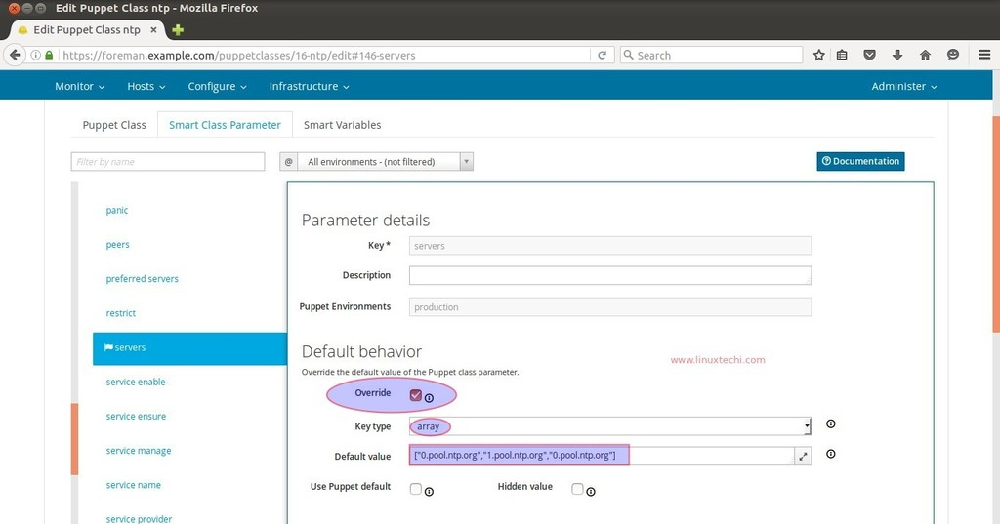 Edit Puppet Class ntp - Mozilla Firefox
Edit Puppet Class ntp
https://foreman.example.com/puppetclasses/16-ntp/edit#146-servers
Search
Monitor Hosts Configure Infrastructure Administer
Puppet Class Smart Class Parameter Smart Variables
Filter by name @ All environments - (not filtered) Documentation
panic
peers
preferred servers
restrict
servers
service enable
service ensure
service manage
service name
service provider
Parameter details
Key * servers
Description
Puppet Environments production
Default behavior
www.linuxtechi.com
Override the default value of the Puppet class parameter.
Override
Key type array
Default value ["0.pool.ntp.org","1.pool.ntp.org","0.pool.ntp.org"]
Use Puppet default Hidden value